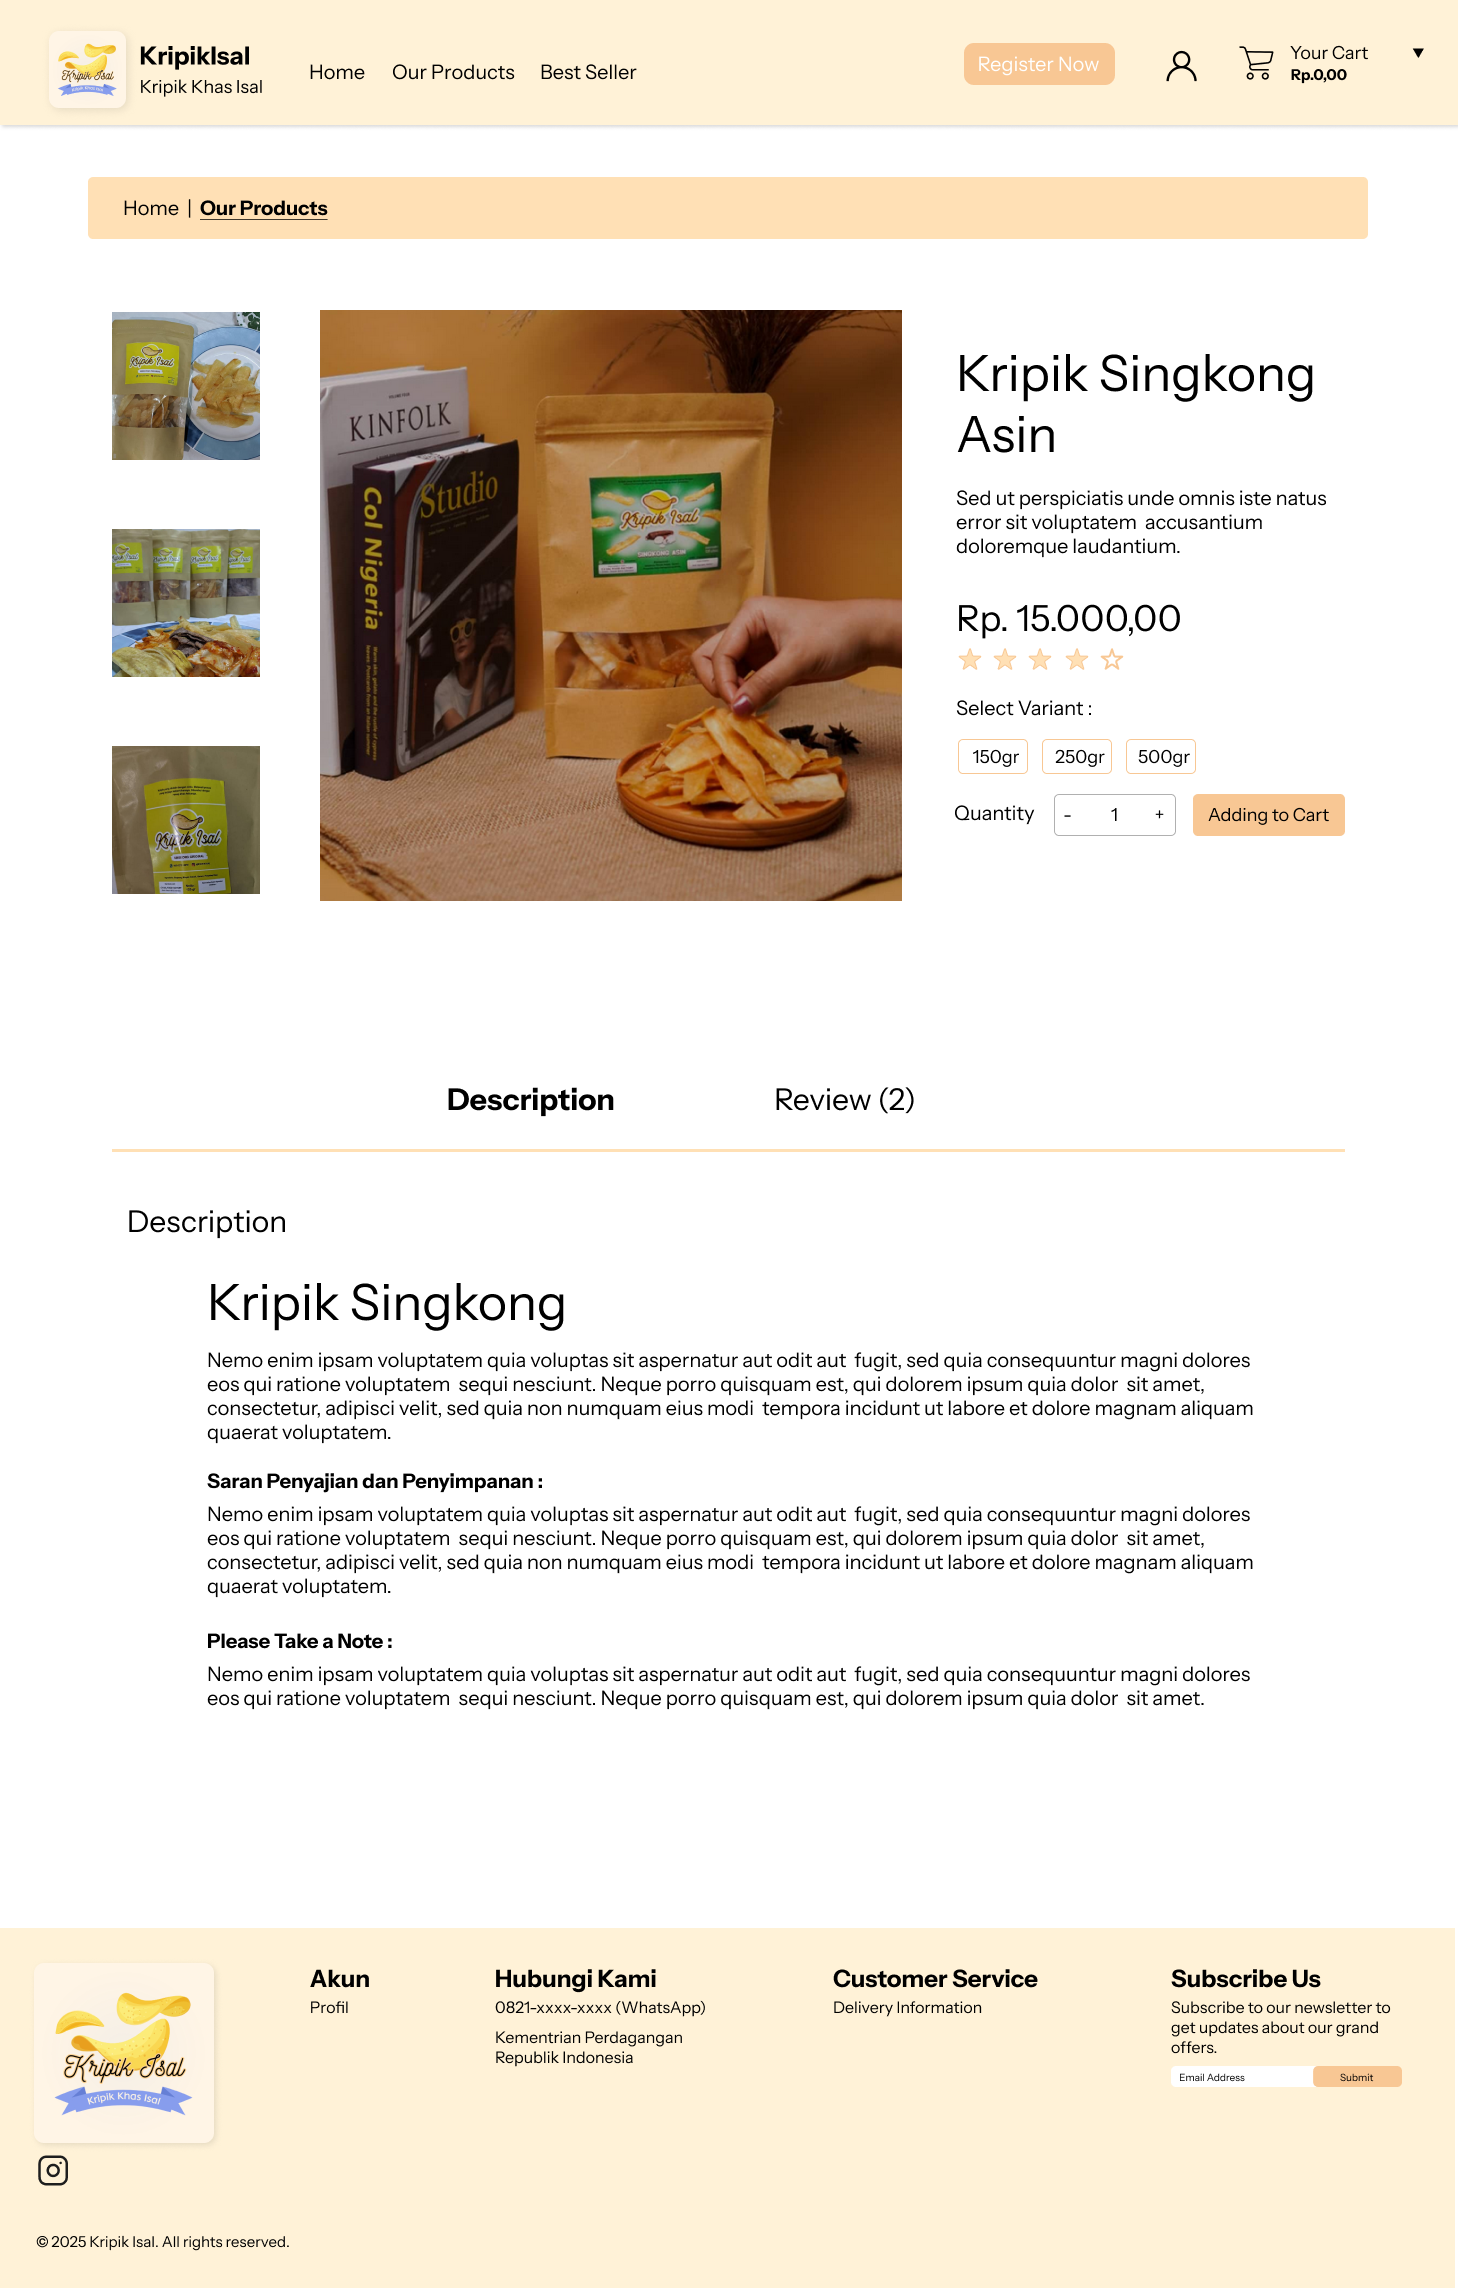 Kripik Isal
Kripik Khas Isal
KripikIsal
Kripik Khas Isal
Home
Our Products
Best Seller
Register Now
Your Cart
Rp.0,00
Home | Our Products
Kripik Isal
Kripik Isal
KINFOLK
Studio
Col Nigeria
Kripik Isal
SINGKONG ASIN
Kripik Singkong
Asin
Sed ut perspiciatis unde omnis iste natus
error sit voluptatem accusantium
doloremque laudantium.
Rp. 15.000,00
Select Variant :
150gr
250gr
500gr
Quantity
- 1 +
Adding to Cart
Description
Review (2)
Description
Kripik Singkong
Nemo enim ipsam voluptatem quia voluptas sit aspernatur aut odit aut fugit, sed quia consequuntur magni dolores
eos qui ratione voluptatem sequi nesciunt. Neque porro quisquam est, qui dolorem ipsum quia dolor sit amet,
consectetur, adipisci velit, sed quia non numquam eius modi tempora incidunt ut labore et dolore magnam aliquam
quaerat voluptatem.
Saran Penyajian dan Penyimpanan :
Nemo enim ipsam voluptatem quia voluptas sit aspernatur aut odit aut fugit, sed quia consequuntur magni dolores
eos qui ratione voluptatem sequi nesciunt. Neque porro quisquam est, qui dolorem ipsum quia dolor sit amet,
consectetur, adipisci velit, sed quia non numquam eius modi tempora incidunt ut labore et dolore magnam aliquam
quaerat voluptatem.
Please Take a Note :
Nemo enim ipsam voluptatem quia voluptas sit aspernatur aut odit aut fugit, sed quia consequuntur magni dolores
eos qui ratione voluptatem sequi nesciunt. Neque porro quisquam est, qui dolorem ipsum quia dolor sit amet.
Kripik Isal
Kripik Khas Isal
Akun
Profil
Hubungi Kami
0821-xxxx-xxxx (WhatsApp)
Kementrian Perdagangan
Republik Indonesia
Customer Service
Delivery Information
Subscribe Us
Subscribe to our newsletter to
get updates about our grand
offers.
Email Address
Submit
© 2025 Kripik Isal. All rights reserved.